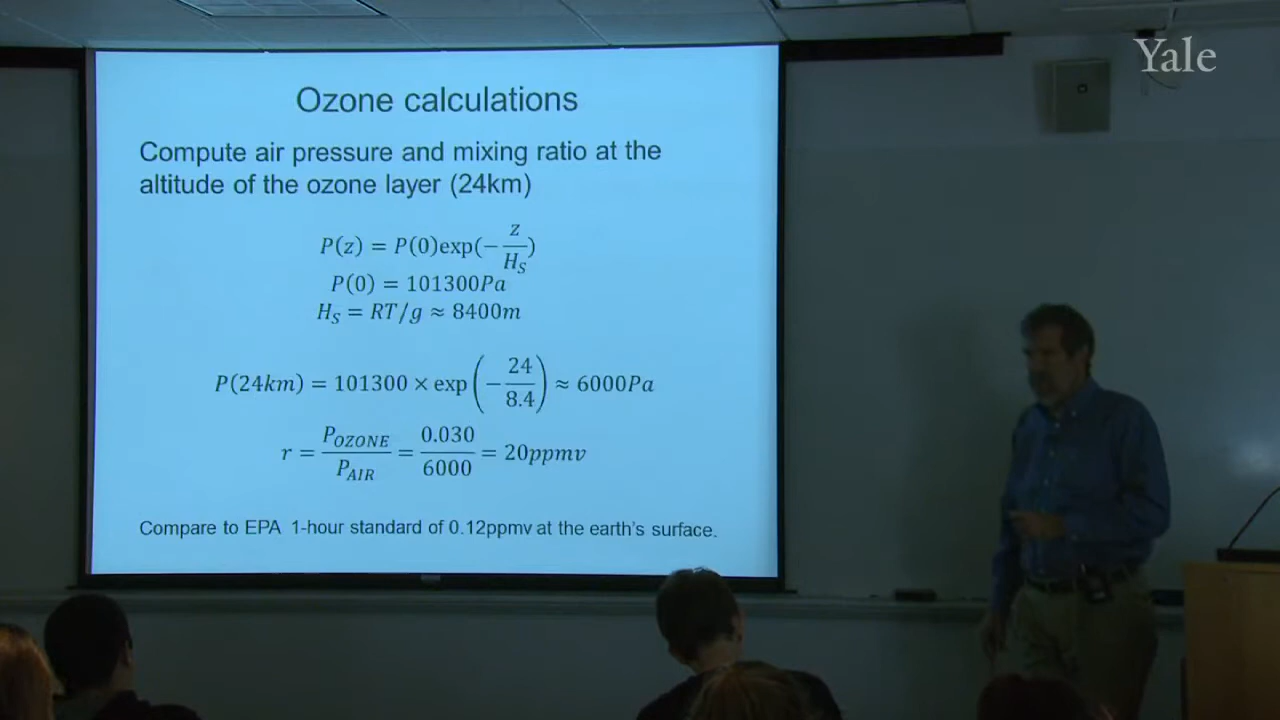 Yale
Ozone calculations
Compute air pressure and mixing ratio at the
altitude of the ozone layer (24km)
P(z) = P(0)exp(−z/H_S)
P(0) = 101300Pa
H_S = RT/g ≈ 8400m
P(24km) = 101300 × exp(−24/8.4) ≈ 6000Pa
r = P_OZONE/P_AIR = 0.030/6000 = 20ppmv
Compare to EPA 1-hour standard of 0.12ppmv at the earth's surface.